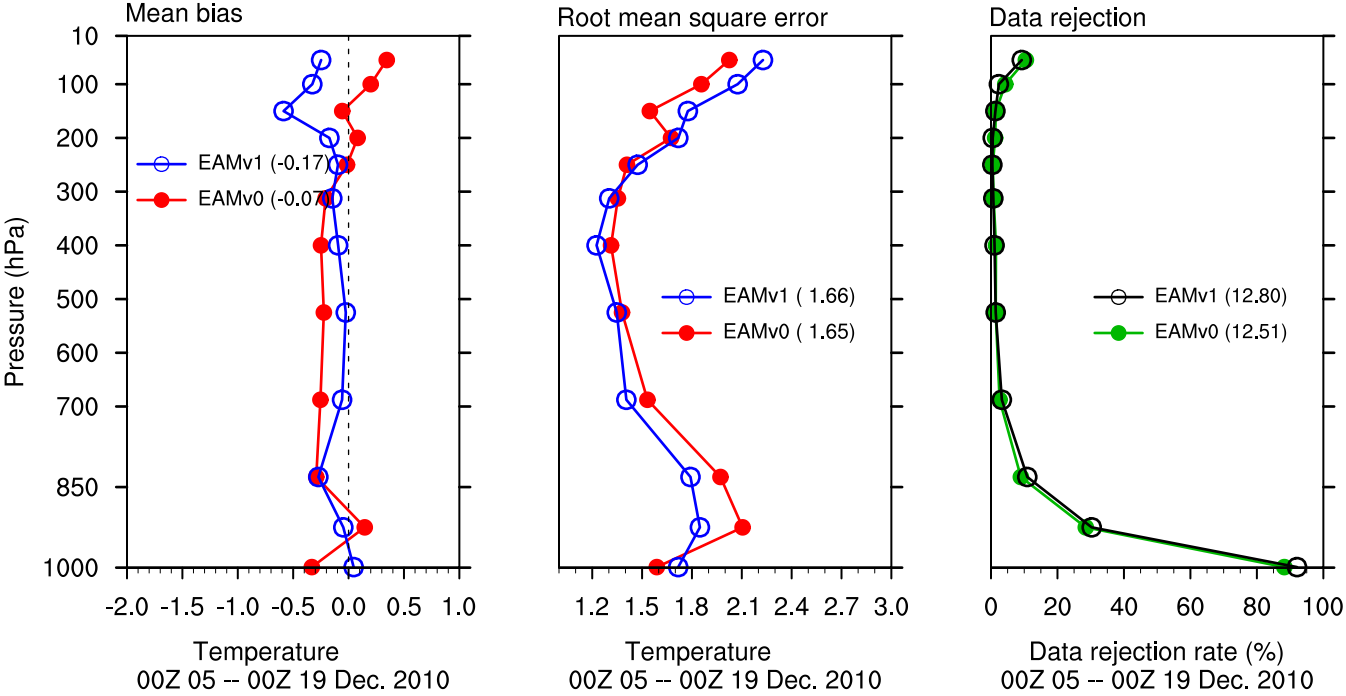 Mean bias
Root mean square error
Data rejection
10
100
200
300
400
500
600
700
850
1000
Pressure (hPa)
EAMv1 (-0.17)
EAMv0 (-0.07)
EAMv1 ( 1.66)
EAMv0 ( 1.65)
EAMv1 (12.80)
EAMv0 (12.51)
-2.0 -1.5 -1.0 -0.5 0.0 0.5 1.0
1.2 1.5 1.8 2.1 2.4 2.7 3.0
0 20 40 60 80 100
Temperature
00Z 05 -- 00Z 19 Dec. 2010
Temperature
00Z 05 -- 00Z 19 Dec. 2010
Data rejection rate (%)
00Z 05 -- 00Z 19 Dec. 2010